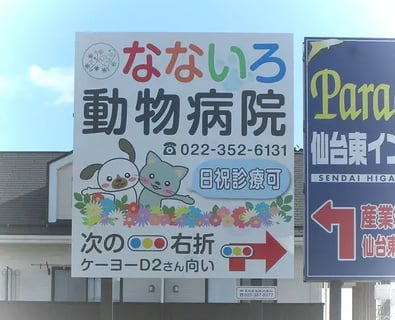 なないろ
動物病院
☎022-352-6131
日祝診療可
次の 右折
ケーヨーD2さん向い
Para
仙台東イン
SENDAI HIGA
産業
仙台東